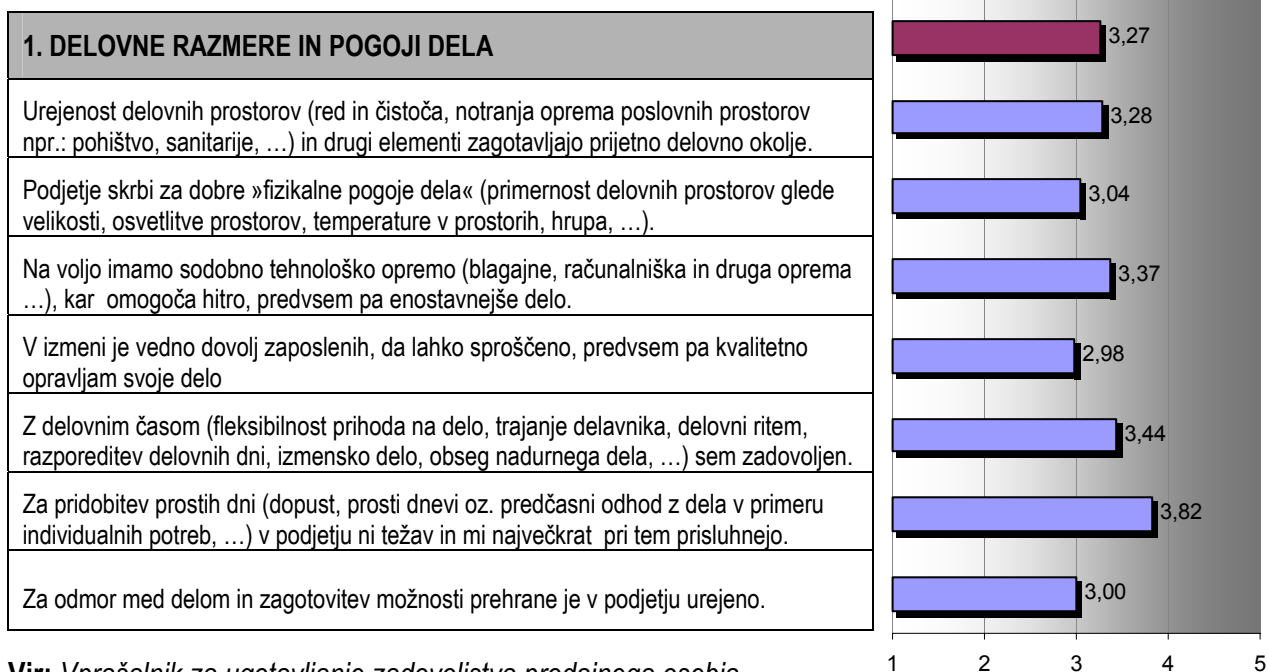 1. DELOVNE RAZMERE IN POGOJI DELA
3,27
Urejenost delovnih prostorov (red in čistoča, notranja oprema poslovnih prostorov
npr.: pohištvo, sanitarije, …) in drugi elementi zagotavljajo prijetno delovno okolje.
3,28
Podjetje skrbi za dobre »fizikalne pogoje dela« (primernost delovnih prostorov glede
velikosti, osvetlitve prostorov, temperature v prostorih, hrupa, …).
3,04
Na voljo imamo sodobno tehnološko opremo (blagajne, računalniška in druga oprema
…), kar omogoča hitro, predvsem pa enostavnejše delo.
3,37
V izmeni je vedno dovolj zaposlenih, da lahko sproščeno, predvsem pa kvalitetno
opravljam svoje delo
2,98
Z delovnim časom (fleksibilnost prihoda na delo, trajanje delavnika, delovni ritem,
razporeditev delovnih dni, izmensko delo, obseg nadurnega dela, …) sem zadovoljen.
3,44
Za pridobitev prostih dni (dopust, prosti dnevi oz. predčasni odhod z dela v primeru
individualnih potreb, …) v podjetju ni težav in mi največkrat pri tem prisluhnejo.
3,82
Za odmor med delom in zagotovitev možnosti prehrane je v podjetju urejeno.
3,00
1 2 3 4 5
Vir: Vprašalnik za ugotavljanje zadovoljstva prodajnega osebja